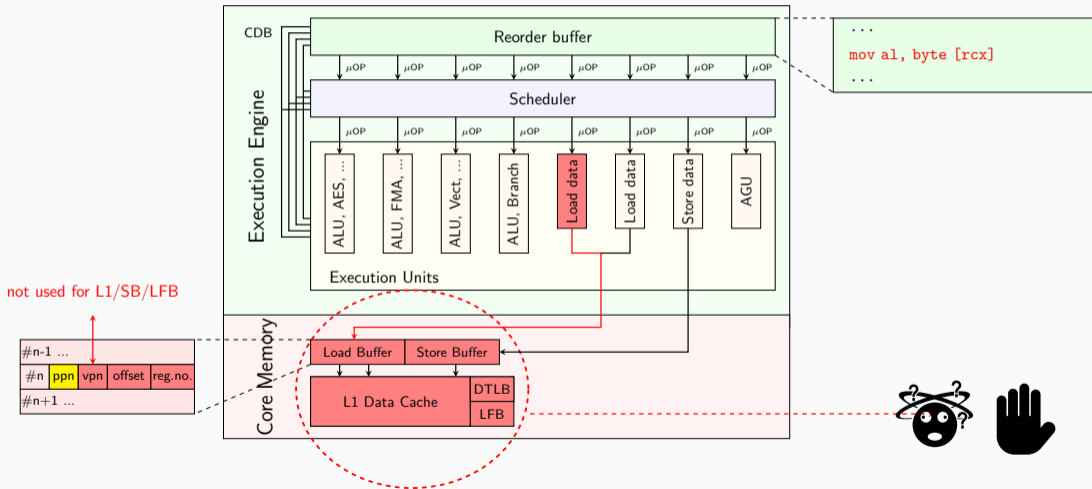 CDB
Reorder buffer
...
mov al, byte [rcx]
...
μOP μOP μOP μOP μOP μOP μOP μOP
Scheduler
μOP μOP μOP μOP μOP μOP μOP μOP
Execution Engine
ALU, AES, ...
ALU, FMA, ...
ALU, Vect, ...
ALU, Branch
Load data
Load data
Store data
AGU
Execution Units
not used for L1/SB/LFB
#n-1 ...
#n ppn vpn offset reg.no.
#n+1 ...
Core Memory
Load Buffer Store Buffer
L1 Data Cache
DTLB
LFB
? ? ? ?